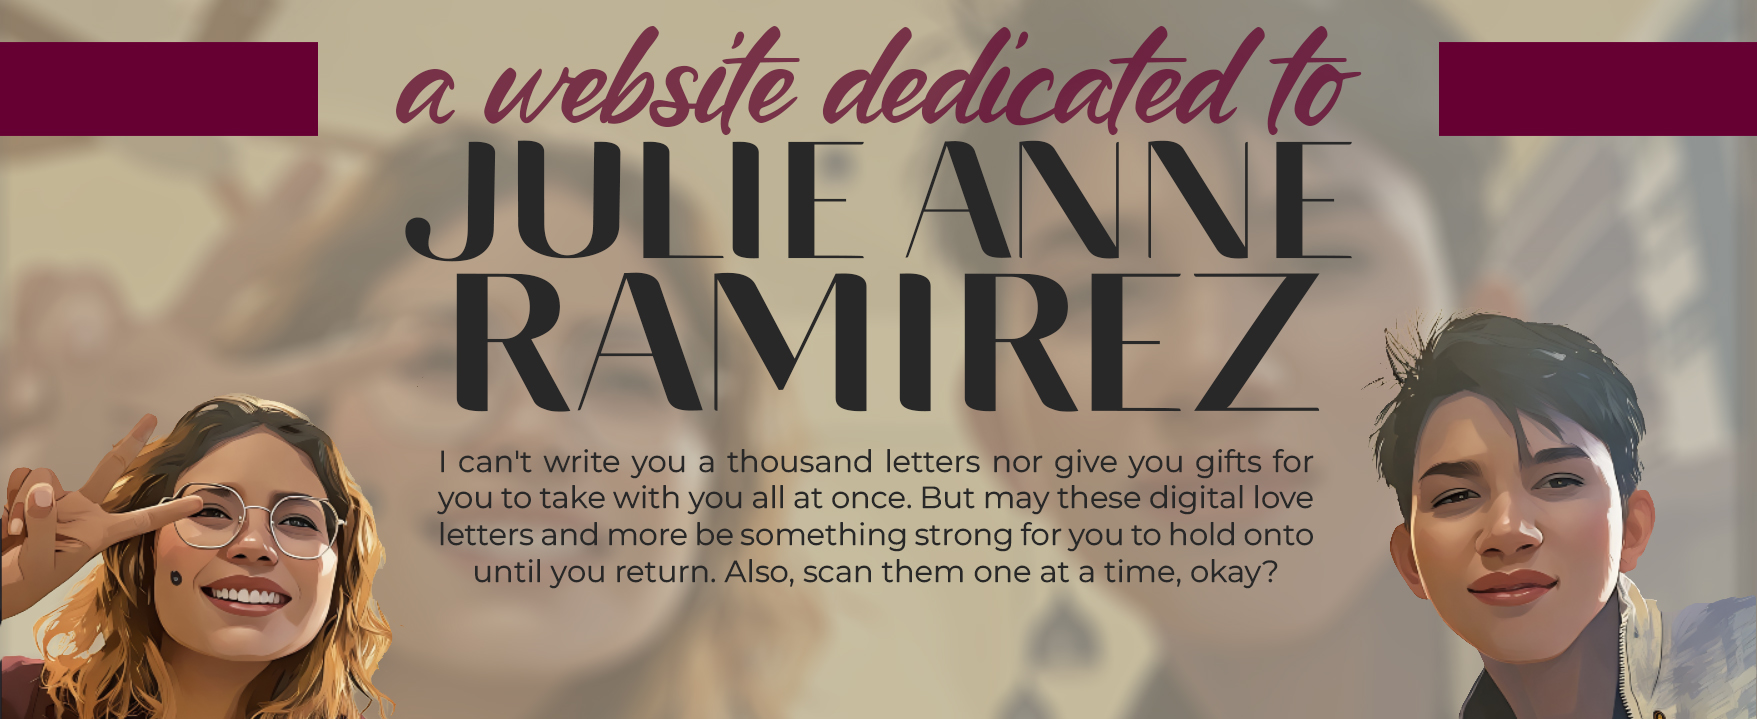 a website dedicated to
JULIE ANNE
RAMIREZ
I can't write you a thousand letters nor give you gifts for
you to take with you all at once. But may these digital love
letters and more be something strong for you to hold onto
until you return. Also, scan them one at a time, okay?